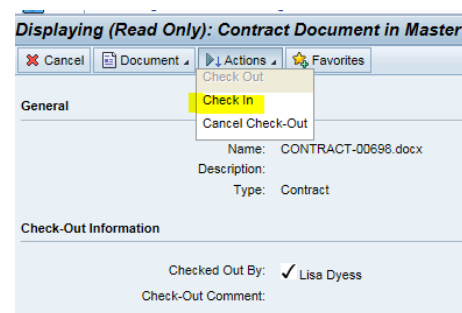 Displaying (Read Only): Contract Document in Master
Cancel Document Actions Favorites
Check Out
General
Check In
Cancel Check-Out
Name: CONTRACT-00698.docx
Description:
Type: Contract
Check-Out Information
Checked Out By: ✓ Lisa Dyess
Check-Out Comment: